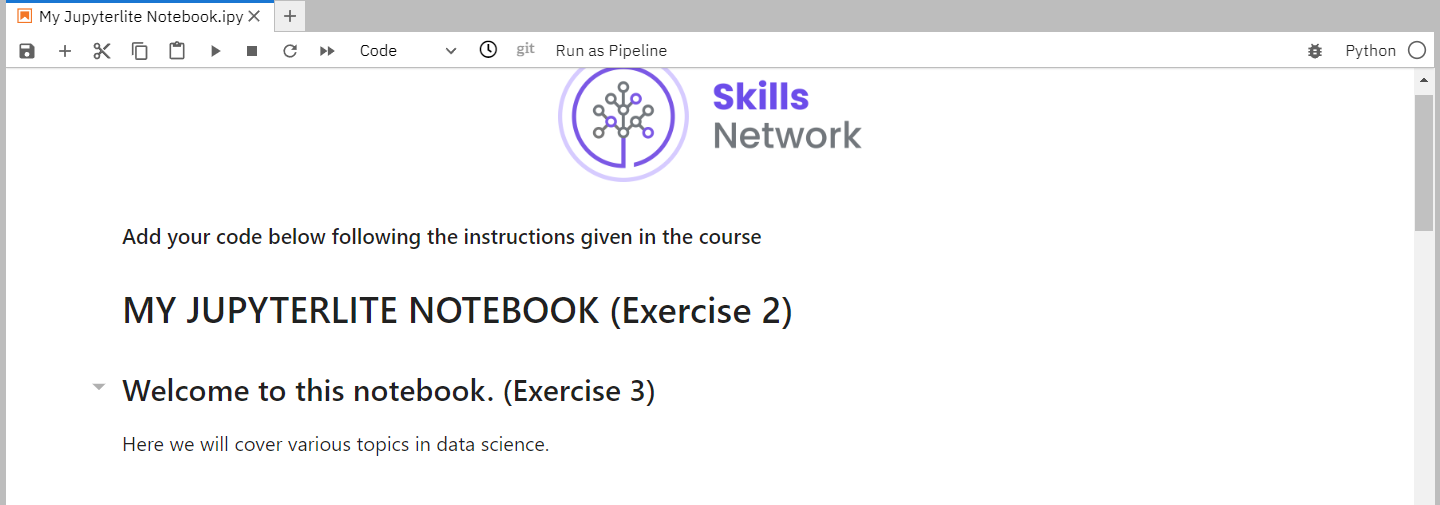 My Jupyterlite Notebook.ipy
Code
git
Run as Pipeline
Python
Skills
Network
Add your code below following the instructions given in the course
MY JUPYTERLITE NOTEBOOK (Exercise 2)
Welcome to this notebook. (Exercise 3)
Here we will cover various topics in data science.